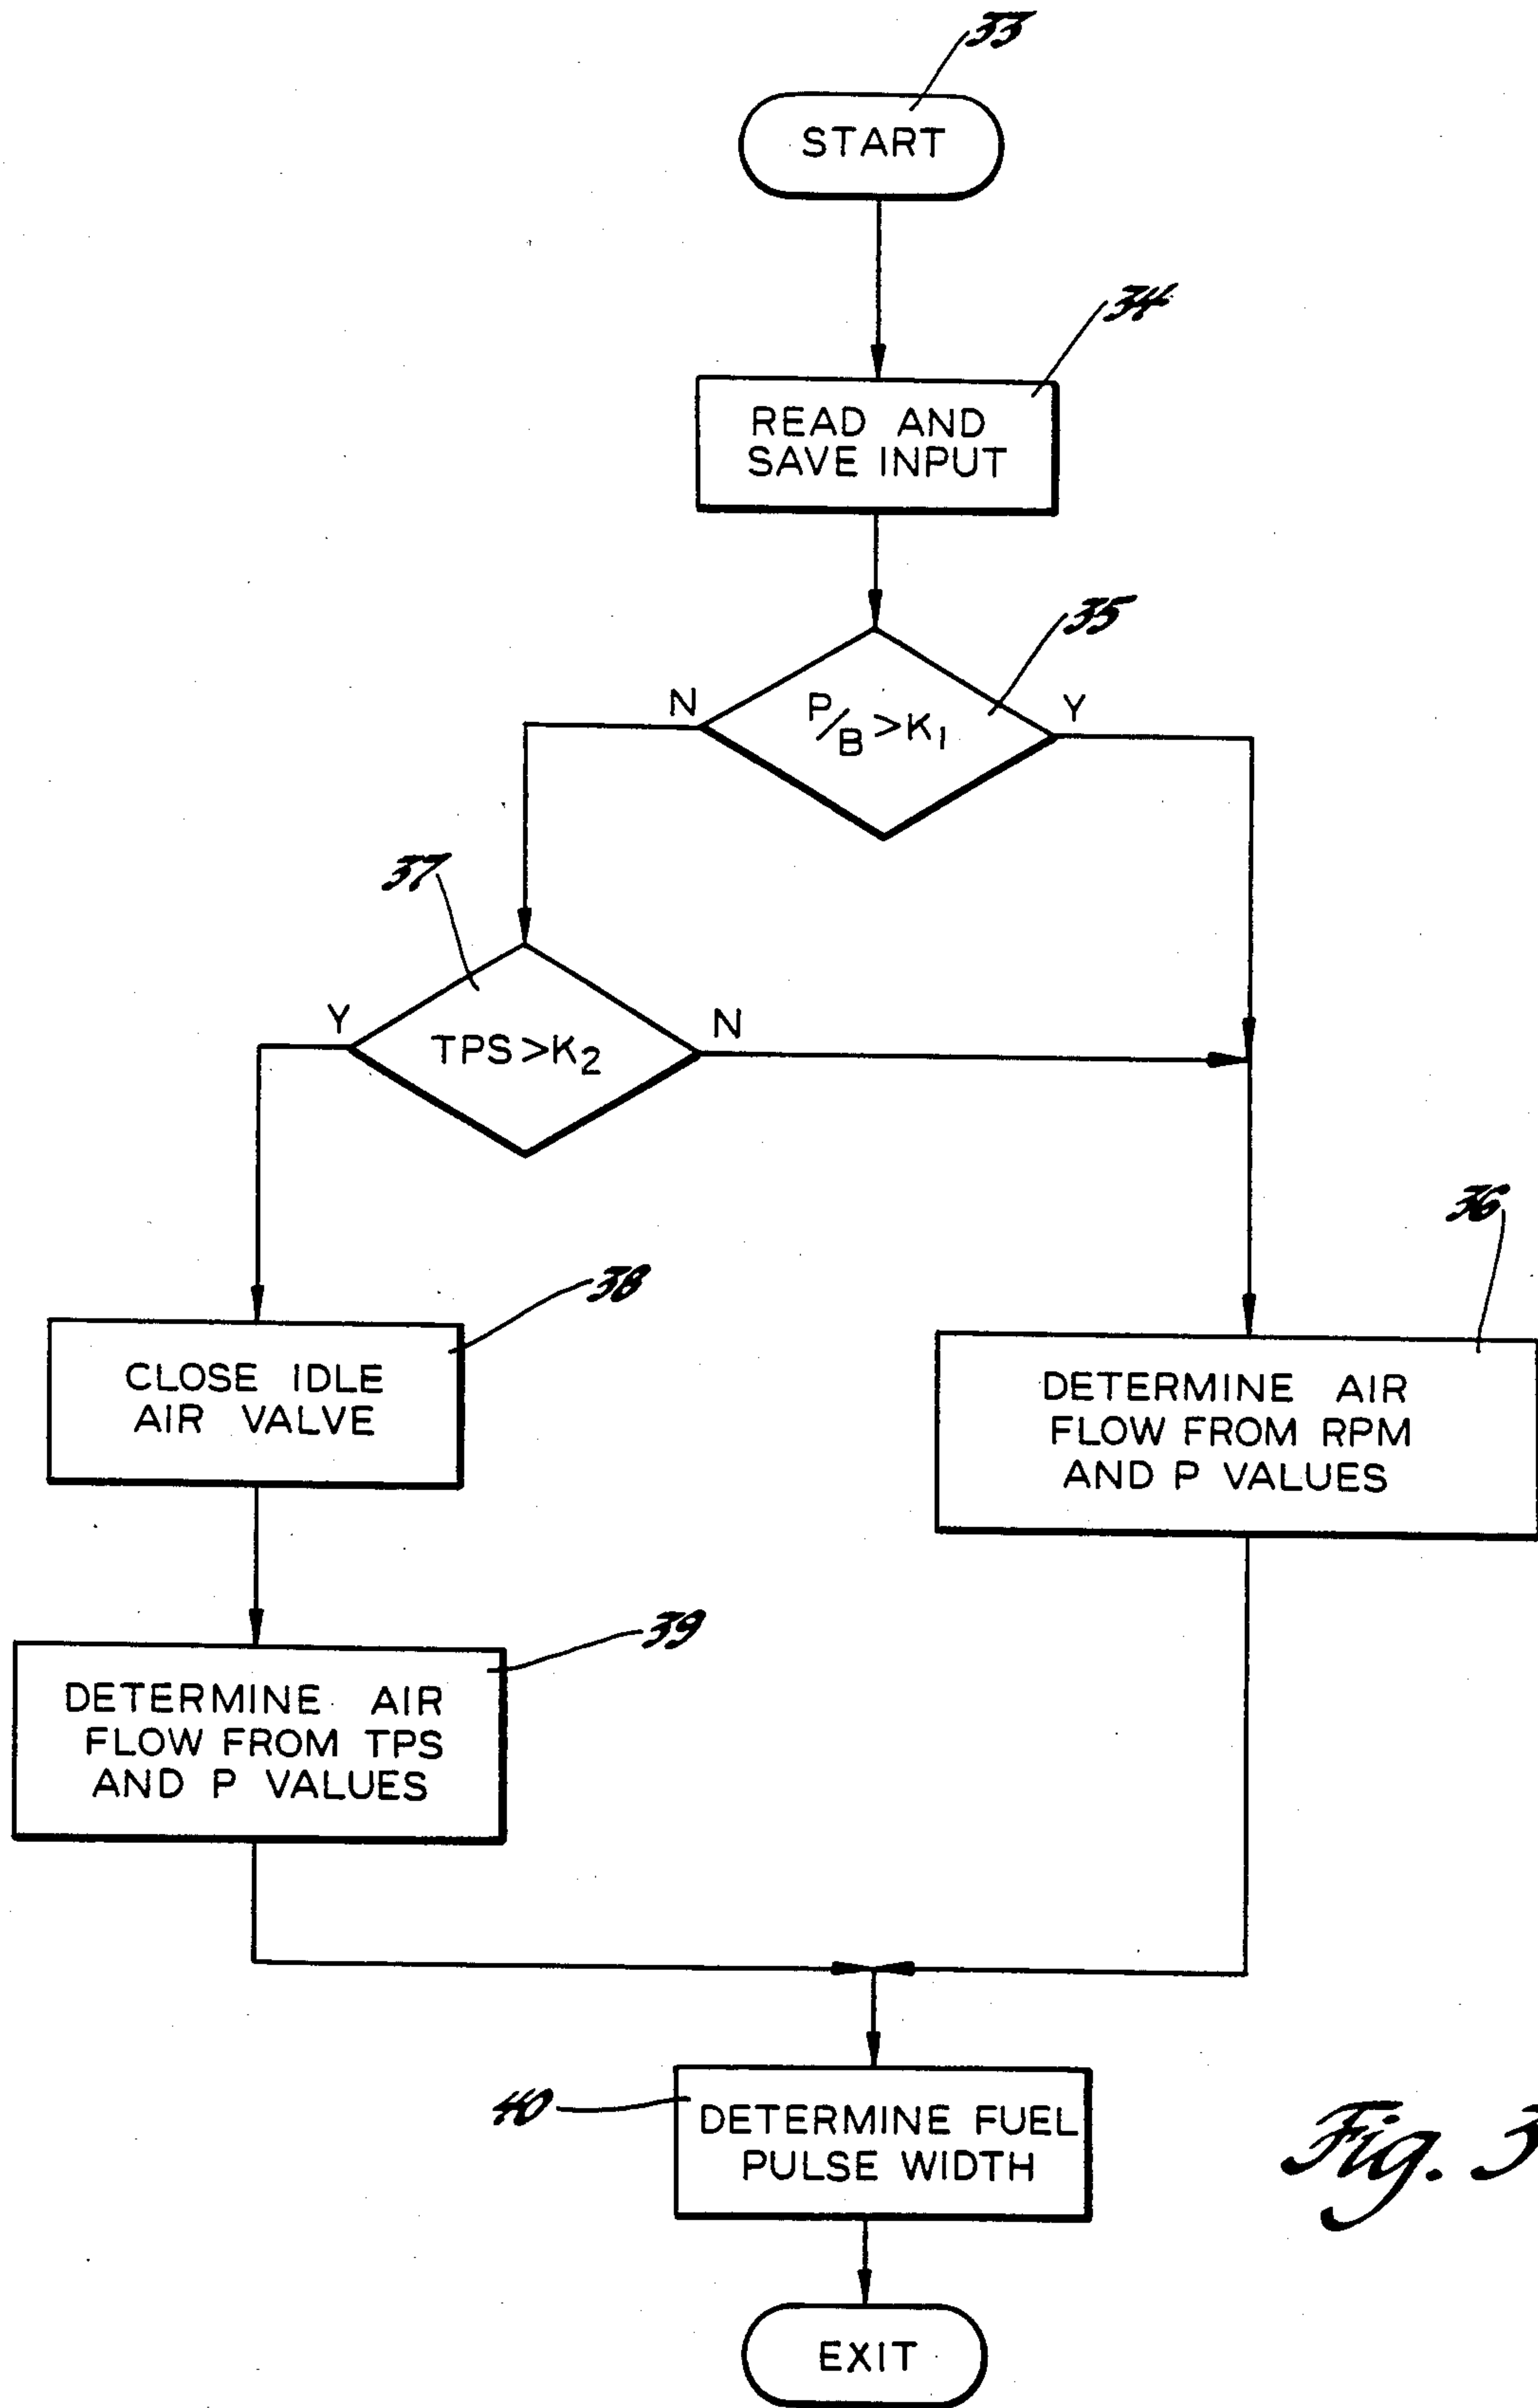 33
START
34
READ AND
SAVE INPUT
35
N
P/B > K1
Y
37
Y
TPS > K2
N
36
38
CLOSE IDLE
AIR VALVE
DETERMINE AIR
FLOW FROM RPM
AND P VALUES
39
DETERMINE AIR
FLOW FROM TPS
AND P VALUES
40
DETERMINE FUEL
PULSE WIDTH
Fig. 3
EXIT